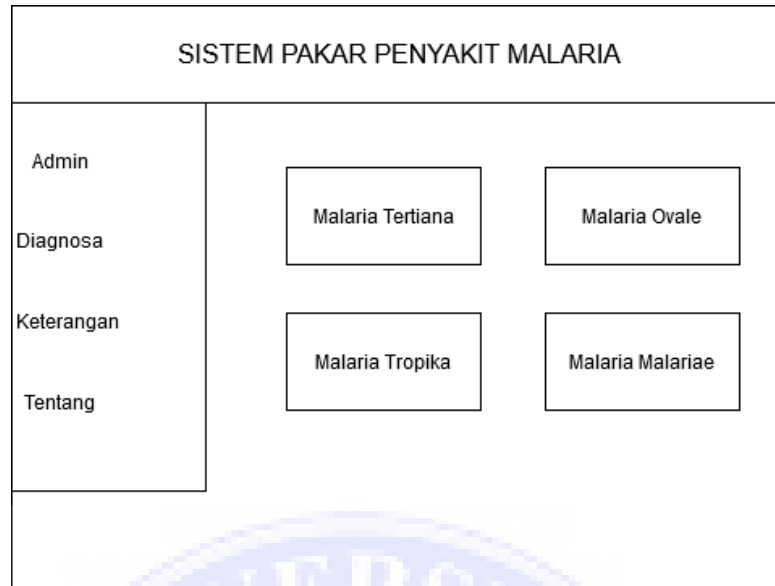 SISTEM PAKAR PENYAKIT MALARIA
Admin
Diagnosa
Keterangan
Tentang
Malaria Tertiana
Malaria Ovale
Malaria Tropika
Malaria Malariae